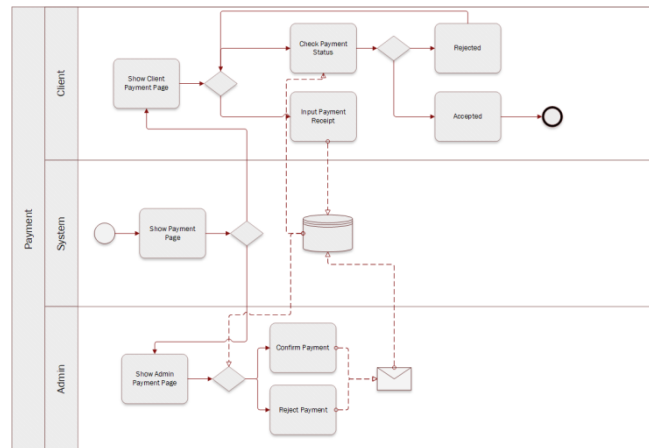 Payment
Client
Show Client
Payment Page
Check Payment
Status
Rejected
Input Payment
Receipt
Accepted
System
Show Payment
Page
Admin
Show Admin
Payment Page
Confirm Payment
Reject Payment